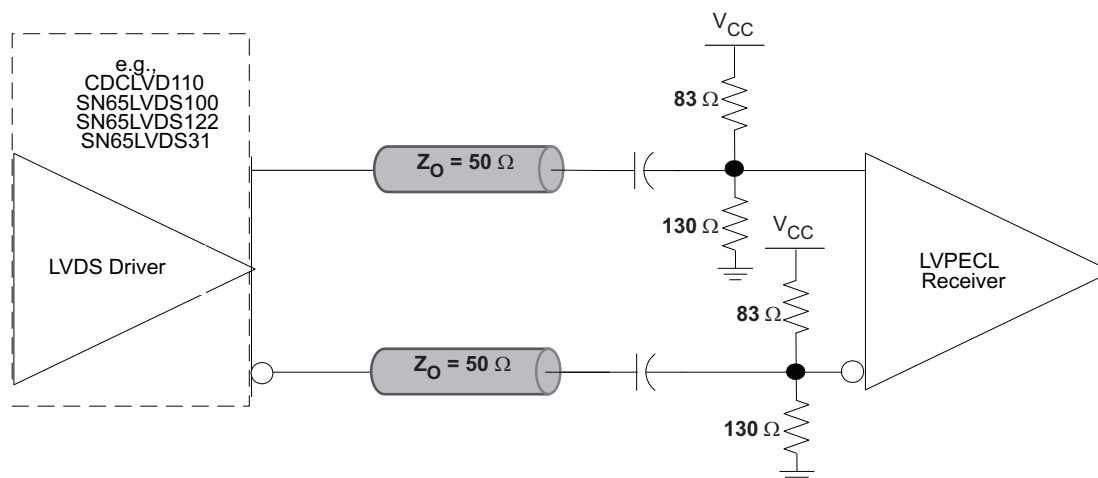 e.g.,
CDCLVD110
SN65LVDS100
SN65LVDS122
SN65LVDS31
LVDS Driver
Z_O = 50 Ω
Z_O = 50 Ω
V_CC
83 Ω
130 Ω
V_CC
83 Ω
130 Ω
LVPECL
Receiver